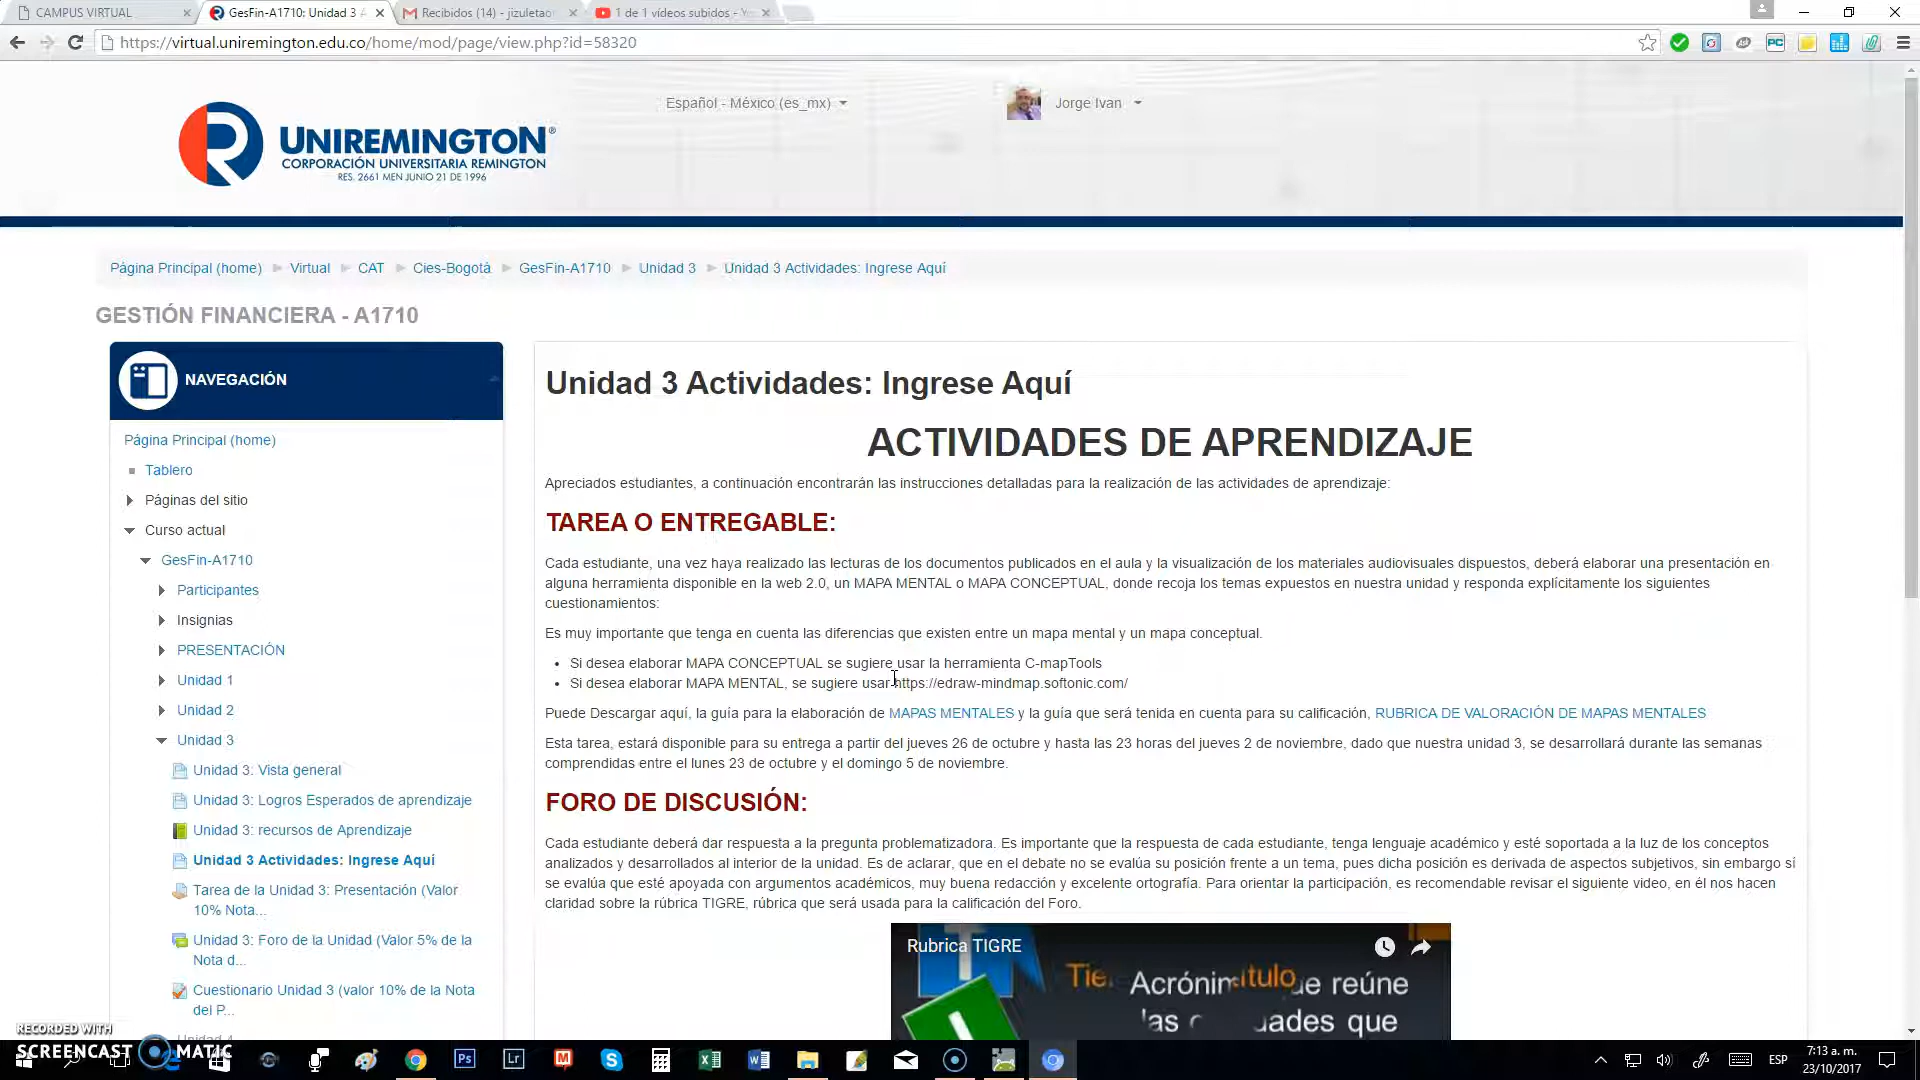 CAMPUS VIRTUAL
GesFin-A1710: Unidad 3 A
Recibidos (14) - jizuletao
1 de 1 vídeos subidos - Yo
https://virtual.uniremington.edu.co/home/mod/page/view.php?id=58320
UNIREMINGTON®
CORPORACIÓN UNIVERSITARIA REMINGTON
RES. 2661 MEN JUNIO 21 DE 1996
Español - México (es_mx)
Jorge Ivan
Página Principal (home) Virtual CAT Cies-Bogotá GesFin-A1710 Unidad 3 Unidad 3 Actividades: Ingrese Aquí
GESTIÓN FINANCIERA - A1710
NAVEGACIÓN
Página Principal (home)
Tablero
Páginas del sitio
Curso actual
GesFin-A1710
Participantes
Insignias
PRESENTACIÓN
Unidad 1
Unidad 2
Unidad 3
Unidad 3: Vista general
Unidad 3: Logros Esperados de aprendizaje
Unidad 3: recursos de Aprendizaje
Unidad 3 Actividades: Ingrese Aquí
Tarea de la Unidad 3: Presentación (Valor
10% Nota...
Unidad 3: Foro de la Unidad (Valor 5% de la
Nota d...
Cuestionario Unidad 3 (valor 10% de la Nota
del P...
Unidad 4
Unidad 3 Actividades: Ingrese Aquí
ACTIVIDADES DE APRENDIZAJE
Apreciados estudiantes, a continuación encontrarán las instrucciones detalladas para la realización de las actividades de aprendizaje:
TAREA O ENTREGABLE:
Cada estudiante, una vez haya realizado las lecturas de los documentos publicados en el aula y la visualización de los materiales audiovisuales dispuestos, deberá elaborar una presentación en
alguna herramienta disponible en la web 2.0, un MAPA MENTAL o MAPA CONCEPTUAL, donde recoja los temas expuestos en nuestra unidad y responda explícitamente los siguientes
cuestionamientos:
Es muy importante que tenga en cuenta las diferencias que existen entre un mapa mental y un mapa conceptual.
• Si desea elaborar MAPA CONCEPTUAL se sugiere usar la herramienta C-mapTools
• Si desea elaborar MAPA MENTAL, se sugiere usar https://edraw-mindmap.softonic.com/
Puede Descargar aquí, la guía para la elaboración de MAPAS MENTALES y la guía que será tenida en cuenta para su calificación, RUBRICA DE VALORACIÓN DE MAPAS MENTALES
Esta tarea, estará disponible para su entrega a partir del jueves 26 de octubre y hasta las 23 horas del jueves 2 de noviembre, dado que nuestra unidad 3, se desarrollará durante las semanas
comprendidas entre el lunes 23 de octubre y el domingo 5 de noviembre.
FORO DE DISCUSIÓN:
Cada estudiante deberá dar respuesta a la pregunta problematizadora. Es importante que la respuesta de cada estudiante, tenga lenguaje académico y esté soportada a la luz de los conceptos
analizados y desarrollados al interior de la unidad. Es de aclarar, que en el debate no se evalúa su posición frente a un tema, pues dicha posición es derivada de aspectos subjetivos, sin embargo sí
se evalúa que esté apoyada con argumentos académicos, muy buena redacción y excelente ortografía. Para orientar la participación, es recomendable revisar el siguiente video, en él nos hacen
claridad sobre la rúbrica TIGRE, rúbrica que será usada para la calificación del Foro.
Rubrica TIGRE
RECORDED WITH
SCREENCAST MATIC
ESP
7:13 a. m.
23/10/2017